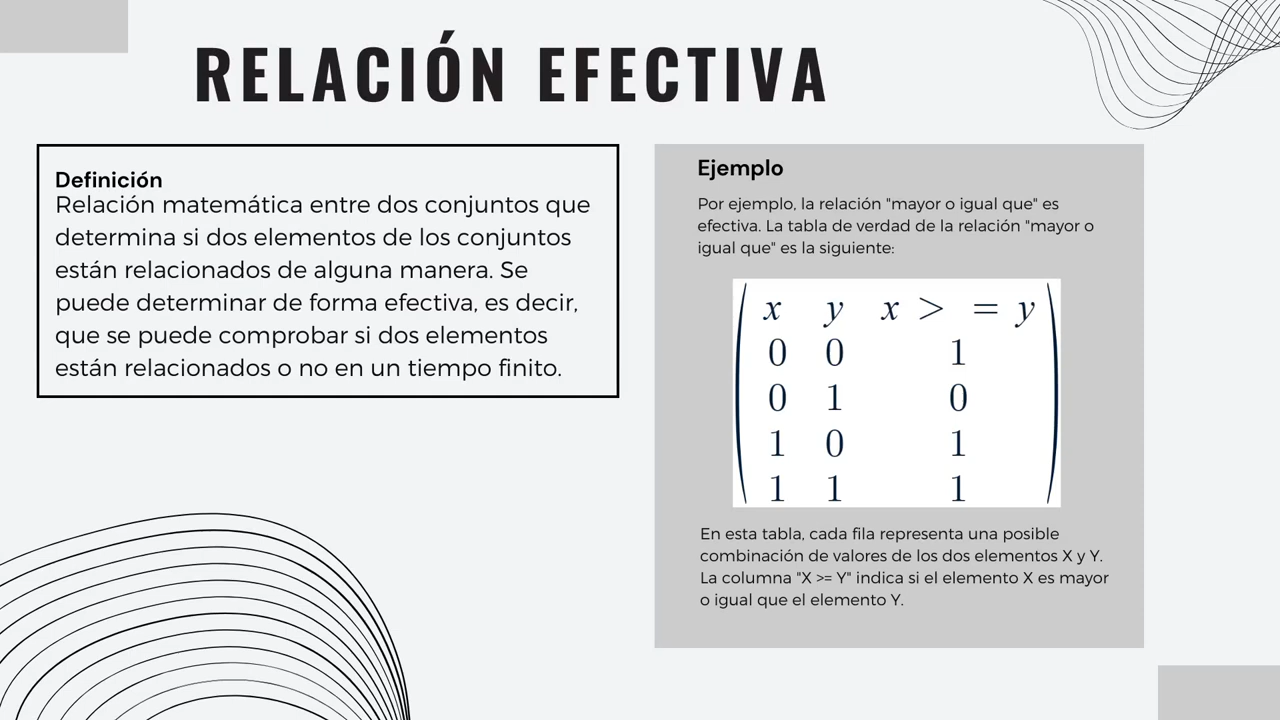 RELACIÓN EFECTIVA
Definición
Relación matemática entre dos conjuntos que
determina si dos elementos de los conjuntos
están relacionados de alguna manera. Se
puede determinar de forma efectiva, es decir,
que se puede comprobar si dos elementos
están relacionados o no en un tiempo finito.
Ejemplo
Por ejemplo, la relación "mayor o igual que" es
efectiva. La tabla de verdad de la relación "mayor o
igual que" es la siguiente:
x y x > = y
0 0 1
0 1 0
1 0 1
1 1 1
En esta tabla, cada fila representa una posible
combinación de valores de los dos elementos X y Y.
La columna "X >= Y" indica si el elemento X es mayor
o igual que el elemento Y.